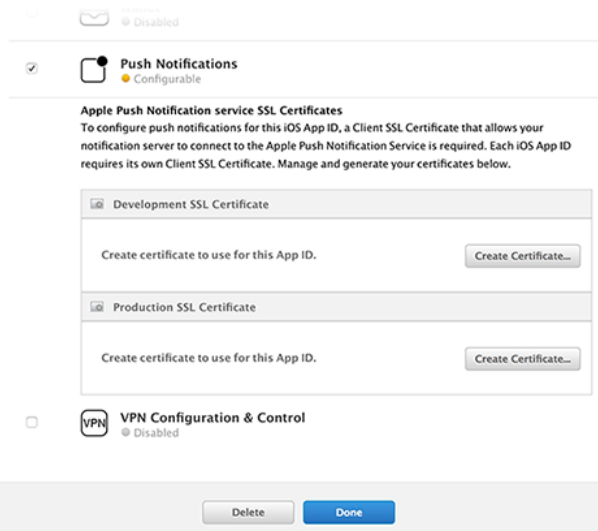 Disabled
Push Notifications
Configurable
Apple Push Notification service SSL Certificates
To configure push notifications for this iOS App ID, a Client SSL Certificate that allows your
notification server to connect to the Apple Push Notification Service is required. Each iOS App ID
requires its own Client SSL Certificate. Manage and generate your certificates below.
Development SSL Certificate
Create certificate to use for this App ID.
Create Certificate...
Production SSL Certificate
Create certificate to use for this App ID.
Create Certificate...
VPN
VPN Configuration & Control
Disabled
Delete
Done